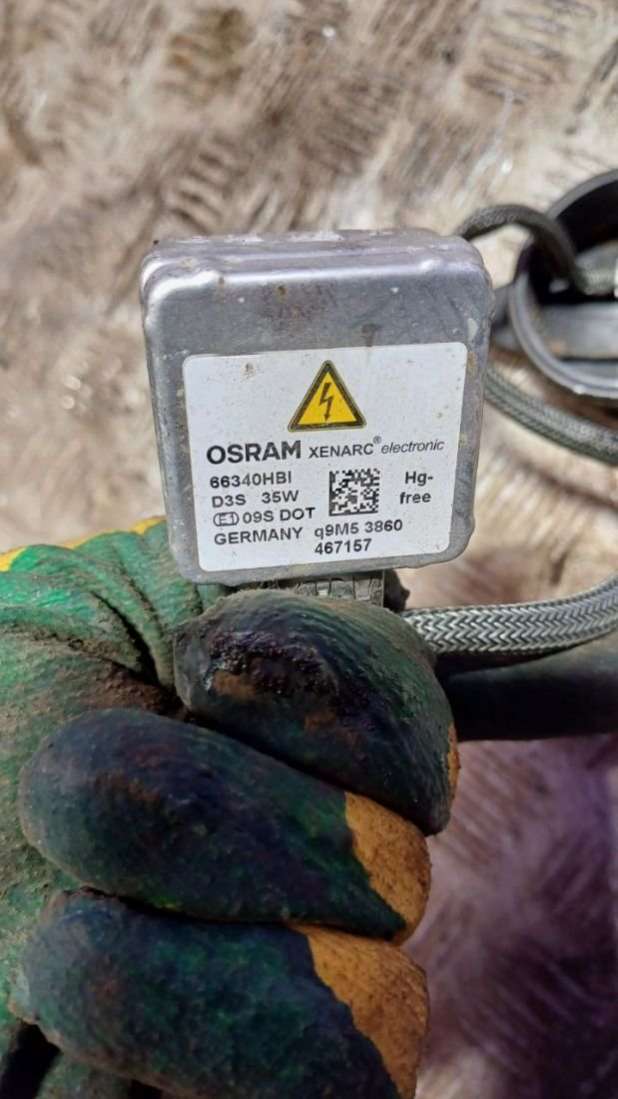 OSRAM XENARC® electronic
66340HBI
D3S 35W
Hg-
free
E1 09S DOT
GERMANY q9M5 3860
467157